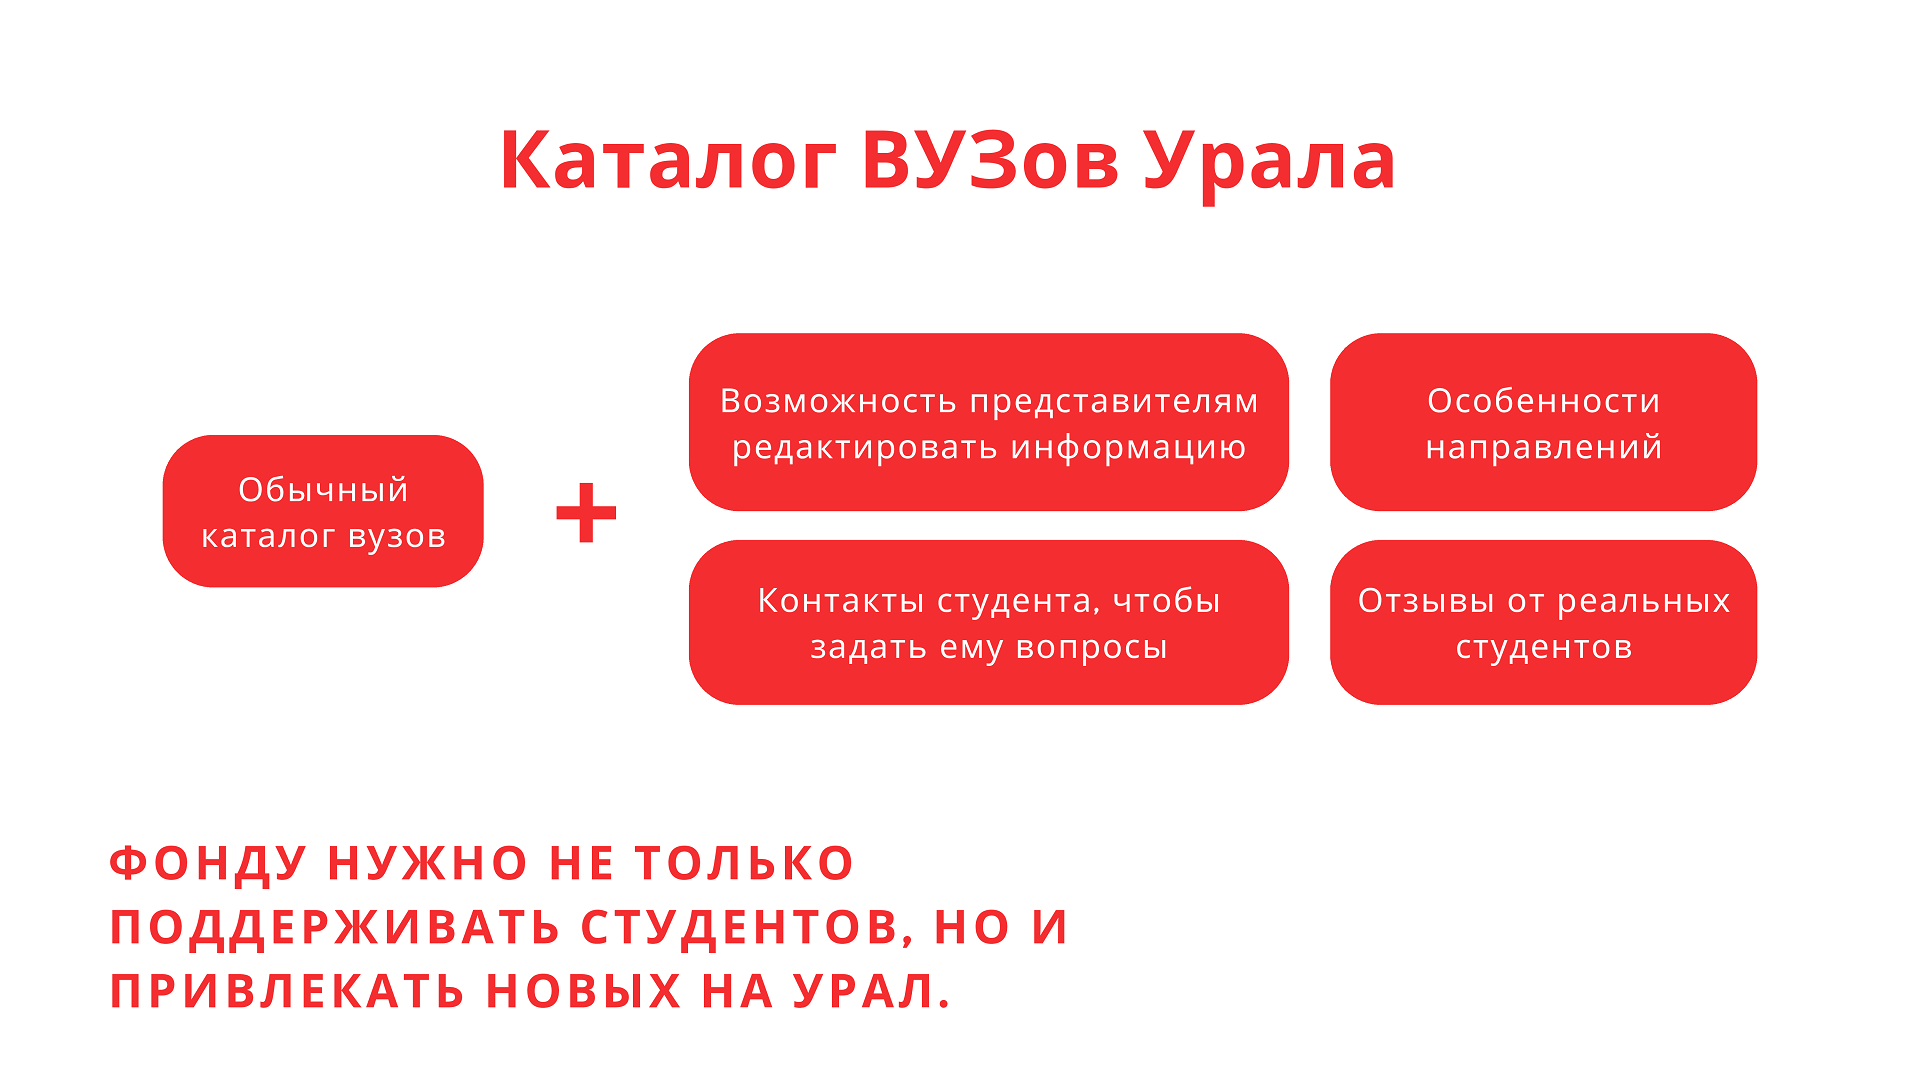 Каталог ВУЗов Урала
Обычный
каталог вузов
+
Возможность представителям
редактировать информацию
Особенности
направлений
Контакты студента, чтобы
задать ему вопросы
Отзывы от реальных
студентов
ФОНДУ НУЖНО НЕ ТОЛЬКО
ПОДДЕРЖИВАТЬ СТУДЕНТОВ, НО И
ПРИВЛЕКАТЬ НОВЫХ НА УРАЛ.